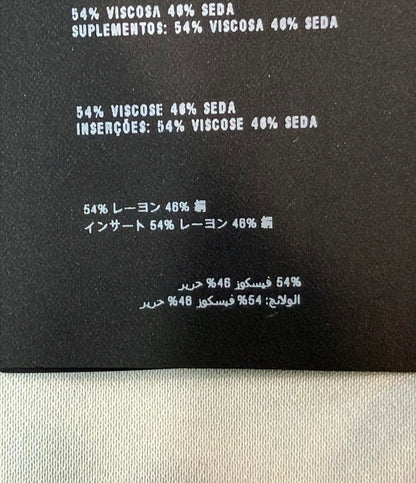 54% VISCOSA 46% SEDA
SUPLEMENTOS: 54% VISCOSA 46% SEDA
54% VISCOSE 46% SEDA
INSERÇÕES: 54% VISCOSE 46% SEDA
54% レーヨン 46% 絹
インサート 54% レーヨン 46% 絹
54% فيسكوز 46% حرير
الولائج: 54% فيسكوز 46% حرير